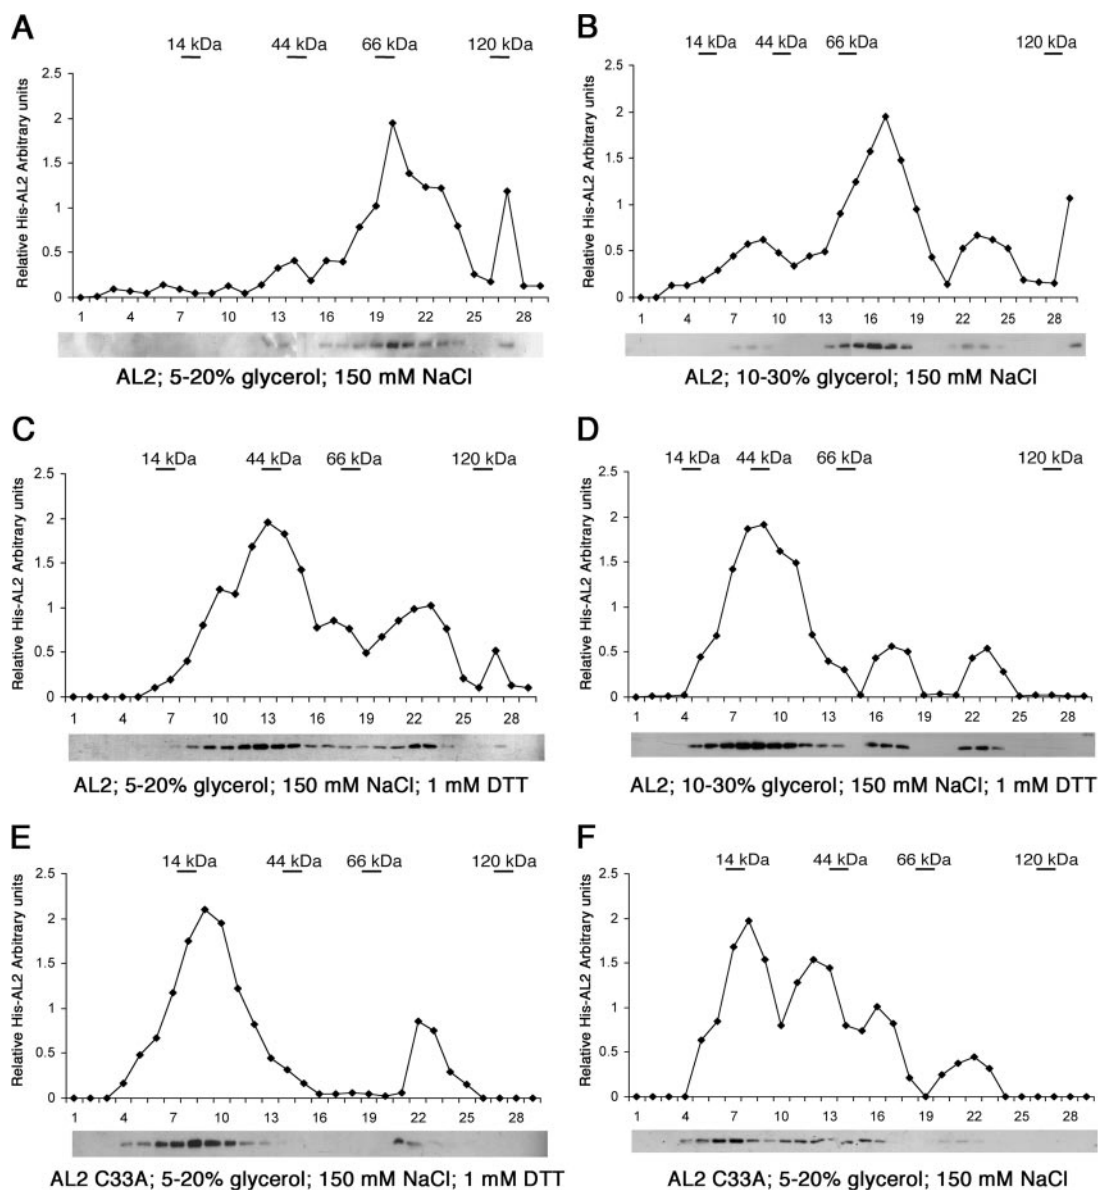 A
14 kDa 44 kDa 66 kDa 120 kDa
Relative His-AL2 Arbitrary units
2.5
2
1.5
1
0.5
0
1 4 7 10 13 16 19 22 25 28
AL2; 5-20% glycerol; 150 mM NaCl
B
14 kDa 44 kDa 66 kDa 120 kDa
Relative His-AL2 Arbitrary units
2.5
2
1.5
1
0.5
0
1 4 7 10 13 16 19 22 25 28
AL2; 10-30% glycerol; 150 mM NaCl
C
14 kDa 44 kDa 66 kDa 120 kDa
Relative His-AL2 Arbitrary units
2.5
2
1.5
1
0.5
0
1 4 7 10 13 16 19 22 25 28
AL2; 5-20% glycerol; 150 mM NaCl; 1 mM DTT
D
14 kDa 44 kDa 66 kDa 120 kDa
Relative His-AL2 Arbitrary units
2.5
2
1.5
1
0.5
0
1 4 7 10 13 16 19 22 25 28
AL2; 10-30% glycerol; 150 mM NaCl; 1 mM DTT
E
14 kDa 44 kDa 66 kDa 120 kDa
Relative His-AL2 Arbitrary units
2.5
2
1.5
1
0.5
0
1 4 7 10 13 16 19 22 25 28
AL2 C33A; 5-20% glycerol; 150 mM NaCl; 1 mM DTT
F
14 kDa 44 kDa 66 kDa 120 kDa
Relative His-AL2 Arbitrary units
2.5
2
1.5
1
0.5
0
1 4 7 10 13 16 19 22 25 28
AL2 C33A; 5-20% glycerol; 150 mM NaCl